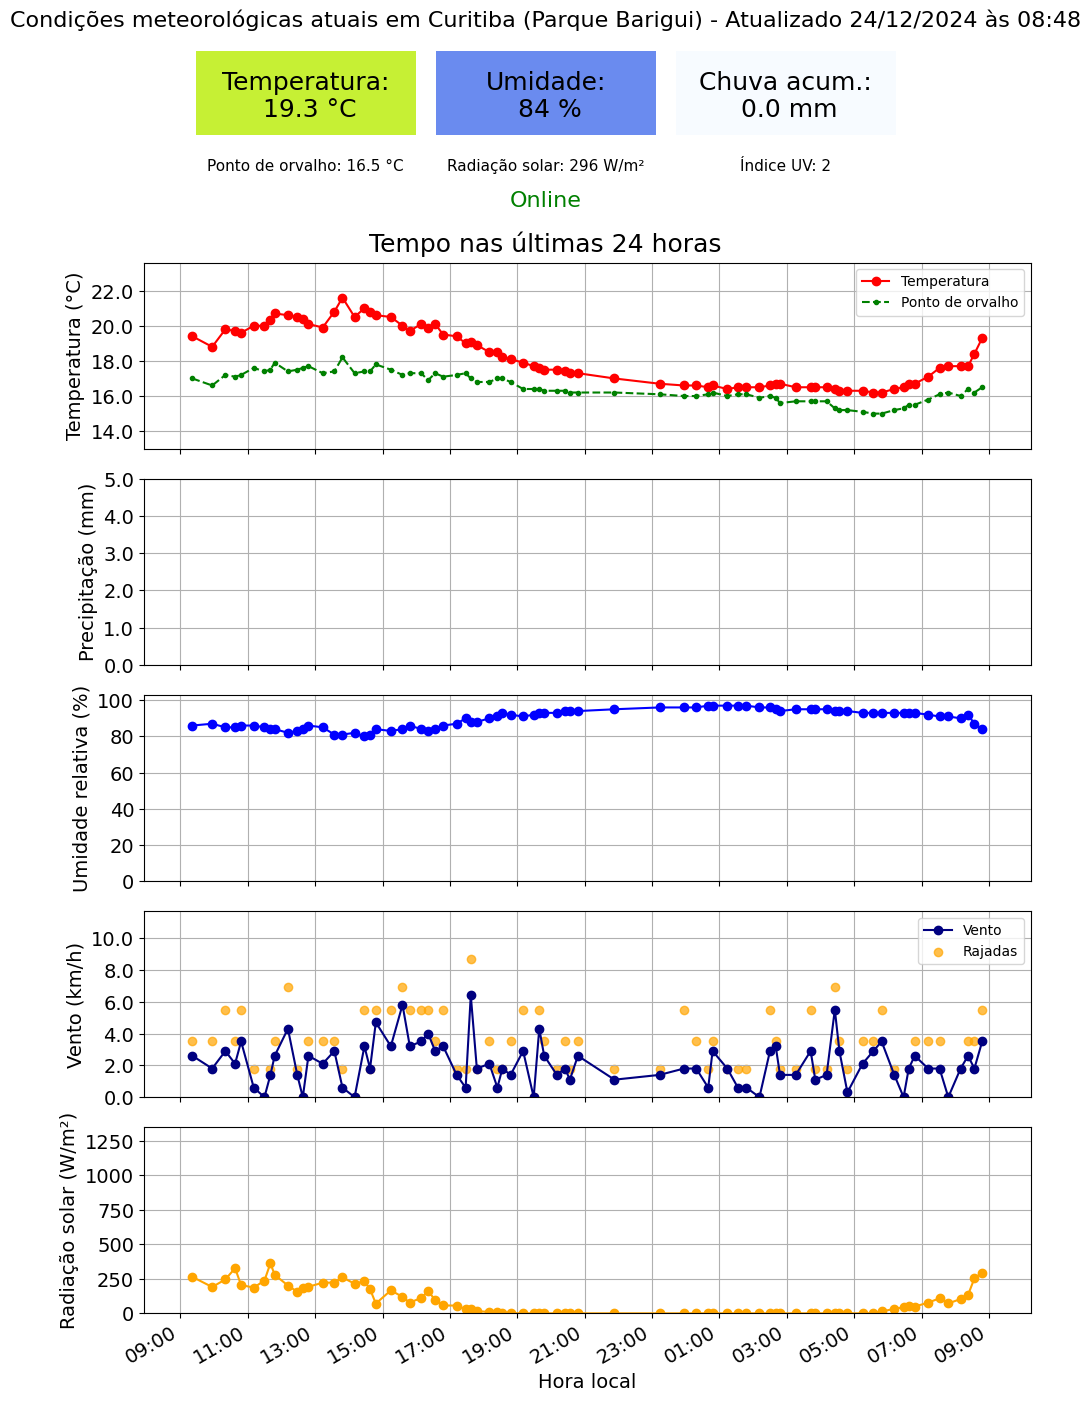 Condições meteorológicas atuais em Curitiba (Parque Barigui) - Atualizado 24/12/2024 às 08:48
Temperatura:
19.3 °C
Umidade:
84 %
Chuva acum.:
0.0 mm
Ponto de orvalho: 16.5 °C
Radiação solar: 296 W/m²
Índice UV: 2
Online
Tempo nas últimas 24 horas
Temperatura (°C)
22.0
20.0
18.0
16.0
14.0
Temperatura
Ponto de orvalho
Precipitação (mm)
5.0
4.0
3.0
2.0
1.0
0.0
Umidade relativa (%)
100
80
60
40
20
0
Vento (km/h)
10.0
8.0
6.0
4.0
2.0
0.0
Vento
Rajadas
Radiação solar (W/m²)
1250
1000
750
500
250
0
09:00
11:00
13:00
15:00
17:00
19:00
21:00
23:00
01:00
03:00
05:00
07:00
09:00
Hora local